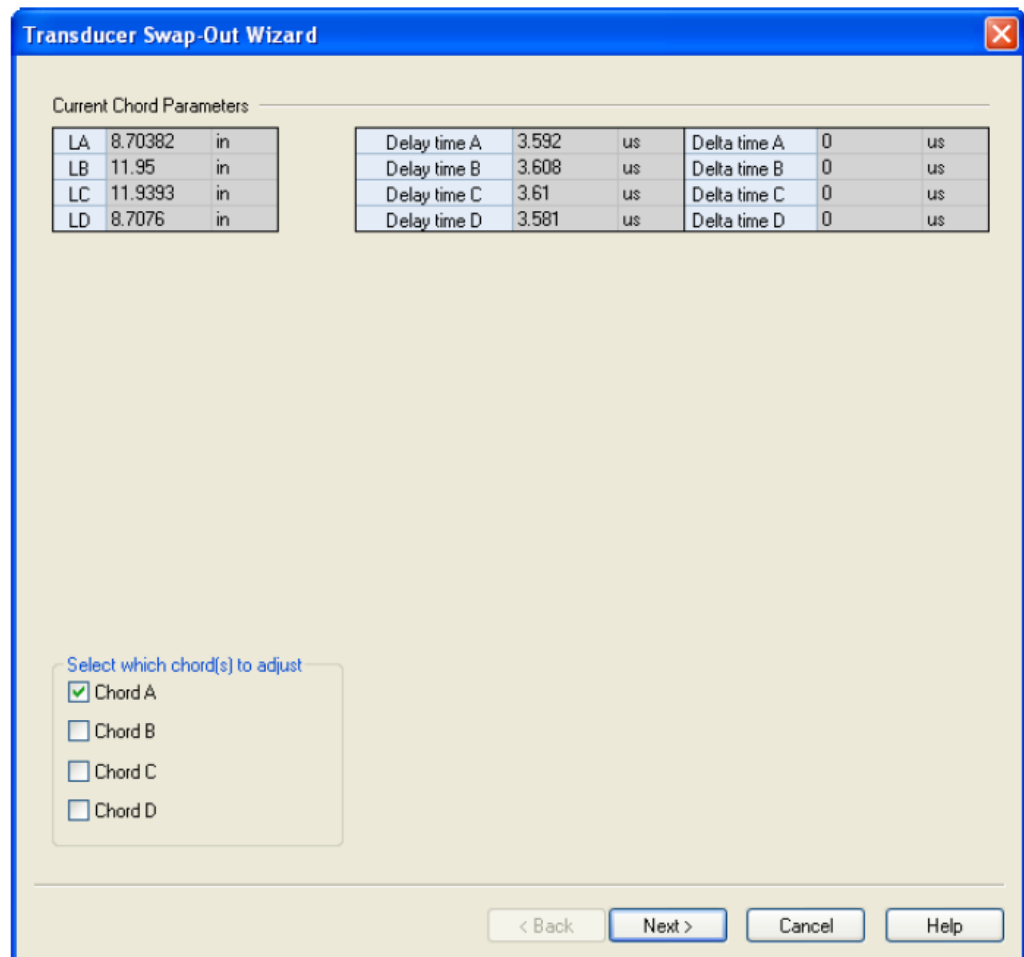 Transducer Swap-Out Wizard
Current Chord Parameters
LA 8.70382 in Delay time A 3.592 us Delta time A 0 us
LB 11.95 in Delay time B 3.608 us Delta time B 0 us
LC 11.9393 in Delay time C 3.61 us Delta time C 0 us
LD 8.7076 in Delay time D 3.581 us Delta time D 0 us
Select which chord(s) to adjust
Chord A
Chord B
Chord C
Chord D
< Back Next > Cancel Help